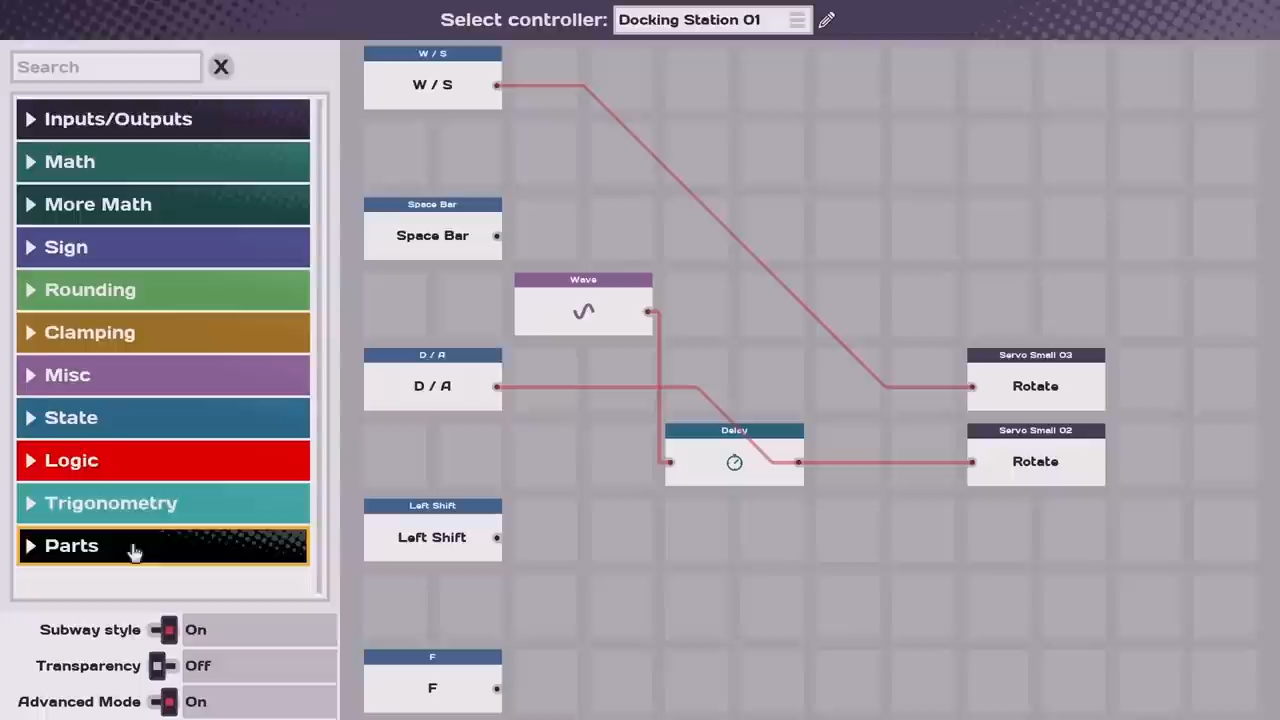 Select controller: Docking Station 01
Search X
Inputs/Outputs
Math
More Math
Sign
Rounding
Clamping
Misc
State
Logic
Trigonometry
Parts
Subway style On
Transparency Off
Advanced Mode On
W / S
W / S
Space Bar
Space Bar
Wave
D / A
D / A
Servo Small 03
Rotate
Delay
Servo Small 02
Rotate
Left Shift
Left Shift
F
F